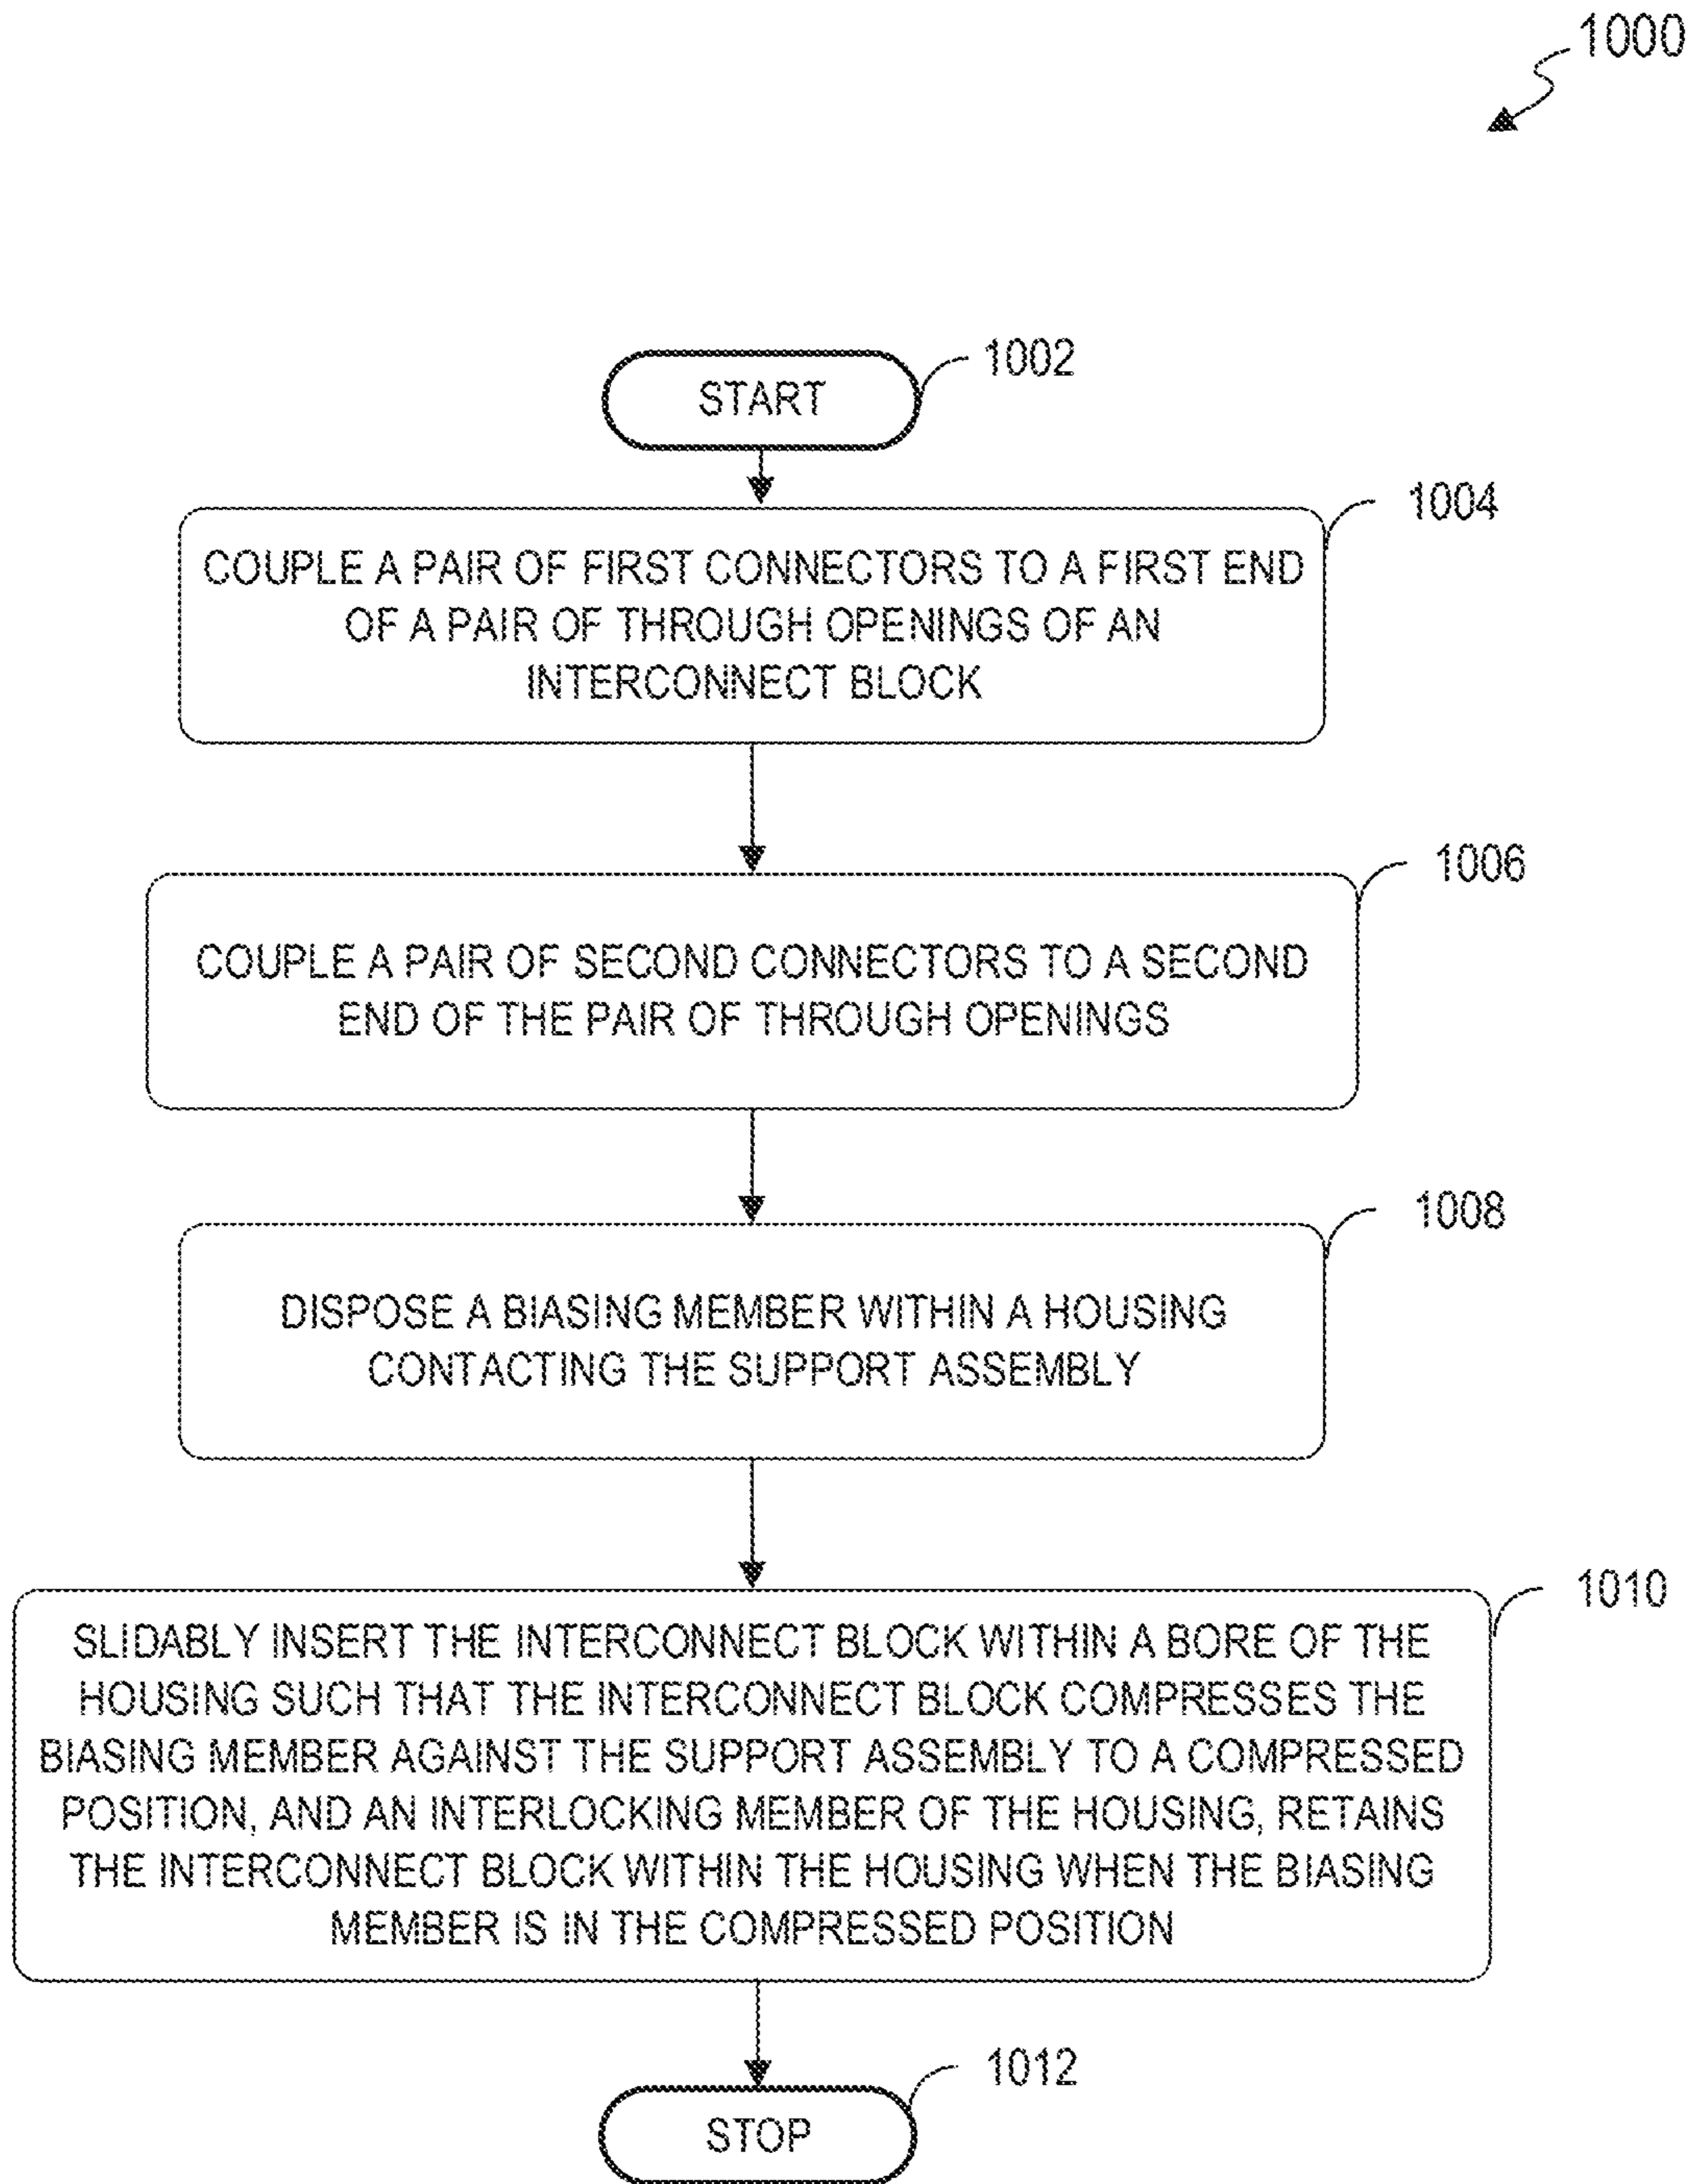 1000
START
1002
1004
COUPLE A PAIR OF FIRST CONNECTORS TO A FIRST END
OF A PAIR OF THROUGH OPENINGS OF AN
INTERCONNECT BLOCK
1006
COUPLE A PAIR OF SECOND CONNECTORS TO A SECOND
END OF THE PAIR OF THROUGH OPENINGS
1008
DISPOSE A BIASING MEMBER WITHIN A HOUSING
CONTACTING THE SUPPORT ASSEMBLY
1010
SLIDABLY INSERT THE INTERCONNECT BLOCK WITHIN A BORE OF THE
HOUSING SUCH THAT THE INTERCONNECT BLOCK COMPRESSES THE
BIASING MEMBER AGAINST THE SUPPORT ASSEMBLY TO A COMPRESSED
POSITION, AND AN INTERLOCKING MEMBER OF THE HOUSING, RETAINS
THE INTERCONNECT BLOCK WITHIN THE HOUSING WHEN THE BIASING
MEMBER IS IN THE COMPRESSED POSITION
1012
STOP